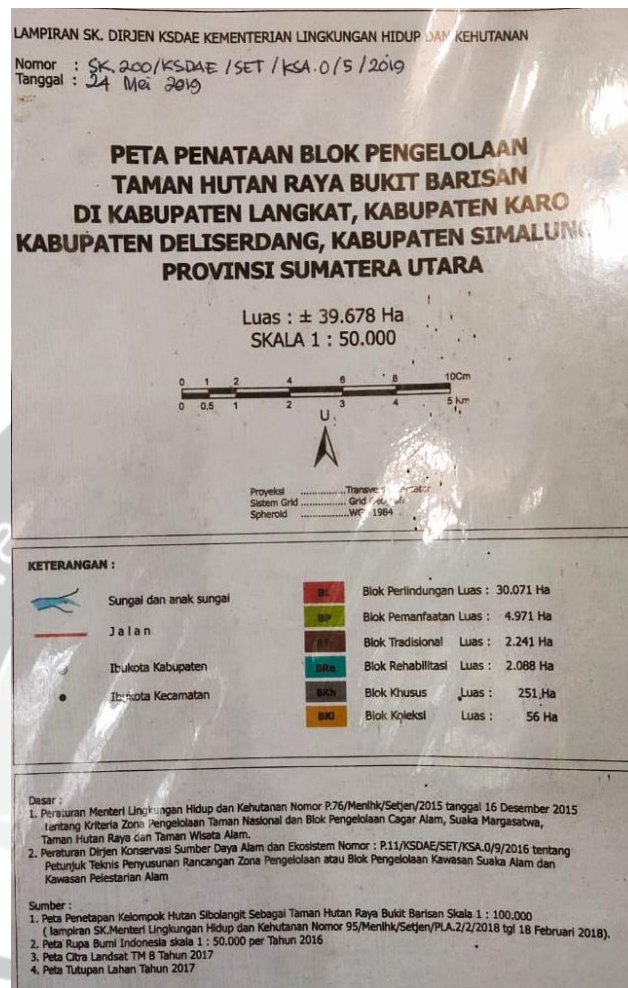 LAMPIRAN SK. DIRJEN KSDAE KEMENTERIAN LINGKUNGAN HIDUP DAN KEHUTANAN
Nomor : SK.200/KSDAE/SET/KSA.0/5/2019
Tanggal : 24 Mei 2019
PETA PENATAAN BLOK PENGELOLAAN
TAMAN HUTAN RAYA BUKIT BARISAN
DI KABUPATEN LANGKAT, KABUPATEN KARO
KABUPATEN DELISERDANG, KABUPATEN SIMALUNG
PROVINSI SUMATERA UTARA
Luas : ± 39.678 Ha
SKALA 1 : 50.000
0 1 2 4 6 8 10Cm
0 0,5 1 2 3 4 5 km
U
Proyeksi ...............
Sistem Grid ............... Grid
Spheroid ............... 1984
KETERANGAN :
Sungai dan anak sungai
Jalan
Ibukota Kabupaten
Ibukota Kecamatan
BL Blok Perlindungan Luas : 30.071 Ha
BP Blok Pemanfaatan Luas : 4.971 Ha
Blok Tradisional Luas : 2.241 Ha
BRe Blok Rehabilitasi Luas : 2.088 Ha
BKh Blok Khusus Luas : 251 Ha
BKl Blok Koleksi Luas : 56 Ha
Dasar :
1. Peraturan Menteri Lingkungan Hidup dan Kehutanan Nomor P.76/Menlhk/Setjen/2015 tanggal 16 Desember 2015
tentang Kriteria Zona Pengelolaan Taman Nasional dan Blok Pengelolaan Cagar Alam, Suaka Margasatwa,
Taman Hutan Raya dan Taman Wisata Alam.
2. Peraturan Dirjen Konservasi Sumber Daya Alam dan Ekosistem Nomor : P.11/KSDAE/SET/KSA.0/9/2016 tentang
Petunjuk Teknis Penyusunan Rancangan Zona Pengelolaan atau Blok Pengelolaan Kawasan Suaka Alam dan
Kawasan Pelestarian Alam
Sumber :
1. Peta Penetapan Kelompok Hutan Sibolangit Sebagai Taman Hutan Raya Bukit Barisan Skala 1 : 100.000
( lampiran SK.Menteri Lingkungan Hidup dan Kehutanan Nomor 95/Menlhk/Setjen/PLA.2/2/2018 tgl 18 Februari 2018).
2. Peta Rupa Bumi Indonesia skala 1 : 50.000 per Tahun 2016
3. Peta Citra Landsat TM 8 Tahun 2017
4. Peta Tutupan Lahan Tahun 2017